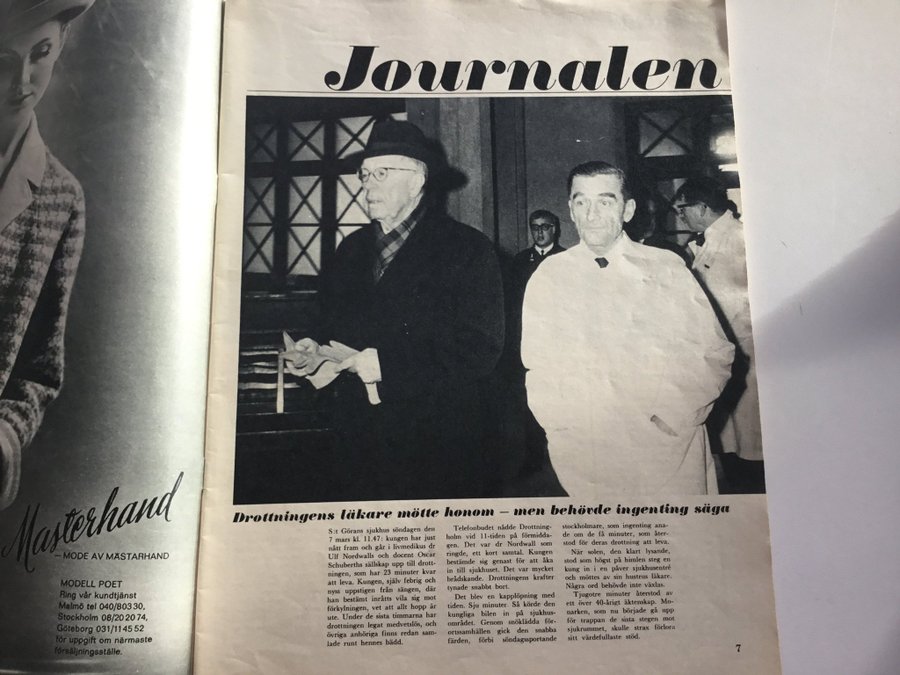 Journalen
Drottningens läkare mötte honom – men behövde ingenting säga
S:t Görans sjukhus söndagen den
7 mars kl. 11.47: kungen har just
nått fram och går i livmedikus dr
Ulf Nordwalls och docent Oscar
Schuberths sällskap upp till drott-
ningen, som har 23 minuter kvar
att leva. Kungen, själv febrig och
nyss uppstigen från sängen, där
han bestämt inrätts vila sig mot
förkylningen, vet att allt hopp är
ute. Under de sista timmarna har
drottningen legat medvetslös, och
övriga anhöriga finns redan sam-
lade runt hennes bädd.
Telefonbudet nådde Drottning-
holm vid 11-tiden på förmidda-
gen. Det var dr Nordwall som
ringde, ett kort samtal. Kungen
bestämde sig genast för att åka
in till sjukhuset. Det var mycket
brådskande. Drottningens krafter
tynade snabbt bort.
Det blev en kapplöpning med
tiden. Sju minuter. Så körde den
kungliga bilen in på sjukhus-
området. Genom snöklädda för-
ortssamhällen gick den snabba
färden, förbi söndagsportande
stockholmare, som ingenting ana-
de om de få minuter, som åter-
stod för deras drottning att leva.
När solen, den klart lysande,
stod som högst på himlen steg en
kung in i en påver sjukhusentré
och möttes av sin hustrus läkare.
Några ord behövde inte växlas.
Tjugotre minuter återstod av
ett över 40-årigt äktenskap. Mo-
narken, som nu började gå upp
för trappan de sista stegen mot
sjukrummet, skulle strax förlora
sitt värdefullaste stöd.
7
Masterhand
– MODE AV MÄSTARHAND
MODELL POET
Ring vår kundtjänst
Malmö tel 040/803 30,
Stockholm 08/20 20 74,
Göteborg 031/11 45 52
för uppgift om närmaste
försäljningsställe.